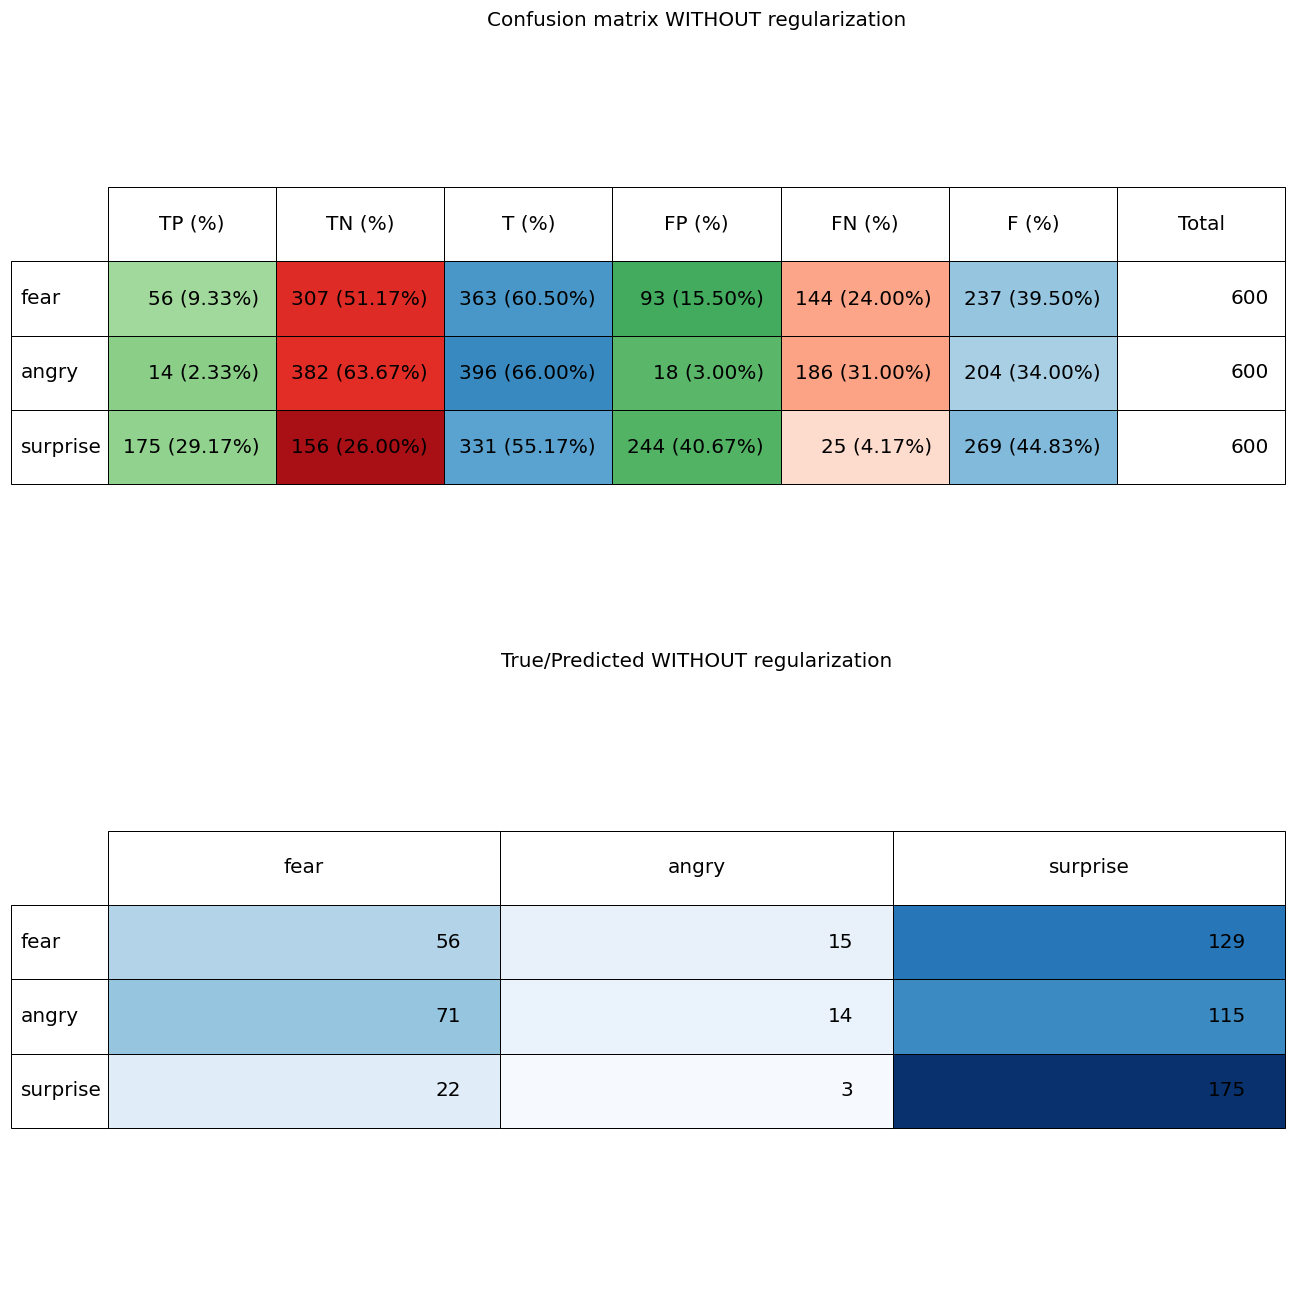 Confusion matrix WITHOUT regularization
TP (%) TN (%) T (%) FP (%) FN (%) F (%) Total
fear 56 (9.33%) 307 (51.17%) 363 (60.50%) 93 (15.50%) 144 (24.00%) 237 (39.50%) 600
angry 14 (2.33%) 382 (63.67%) 396 (66.00%) 18 (3.00%) 186 (31.00%) 204 (34.00%) 600
surprise 175 (29.17%) 156 (26.00%) 331 (55.17%) 244 (40.67%) 25 (4.17%) 269 (44.83%) 600
True/Predicted WITHOUT regularization
fear angry surprise
fear 56 15 129
angry 71 14 115
surprise 22 3 175